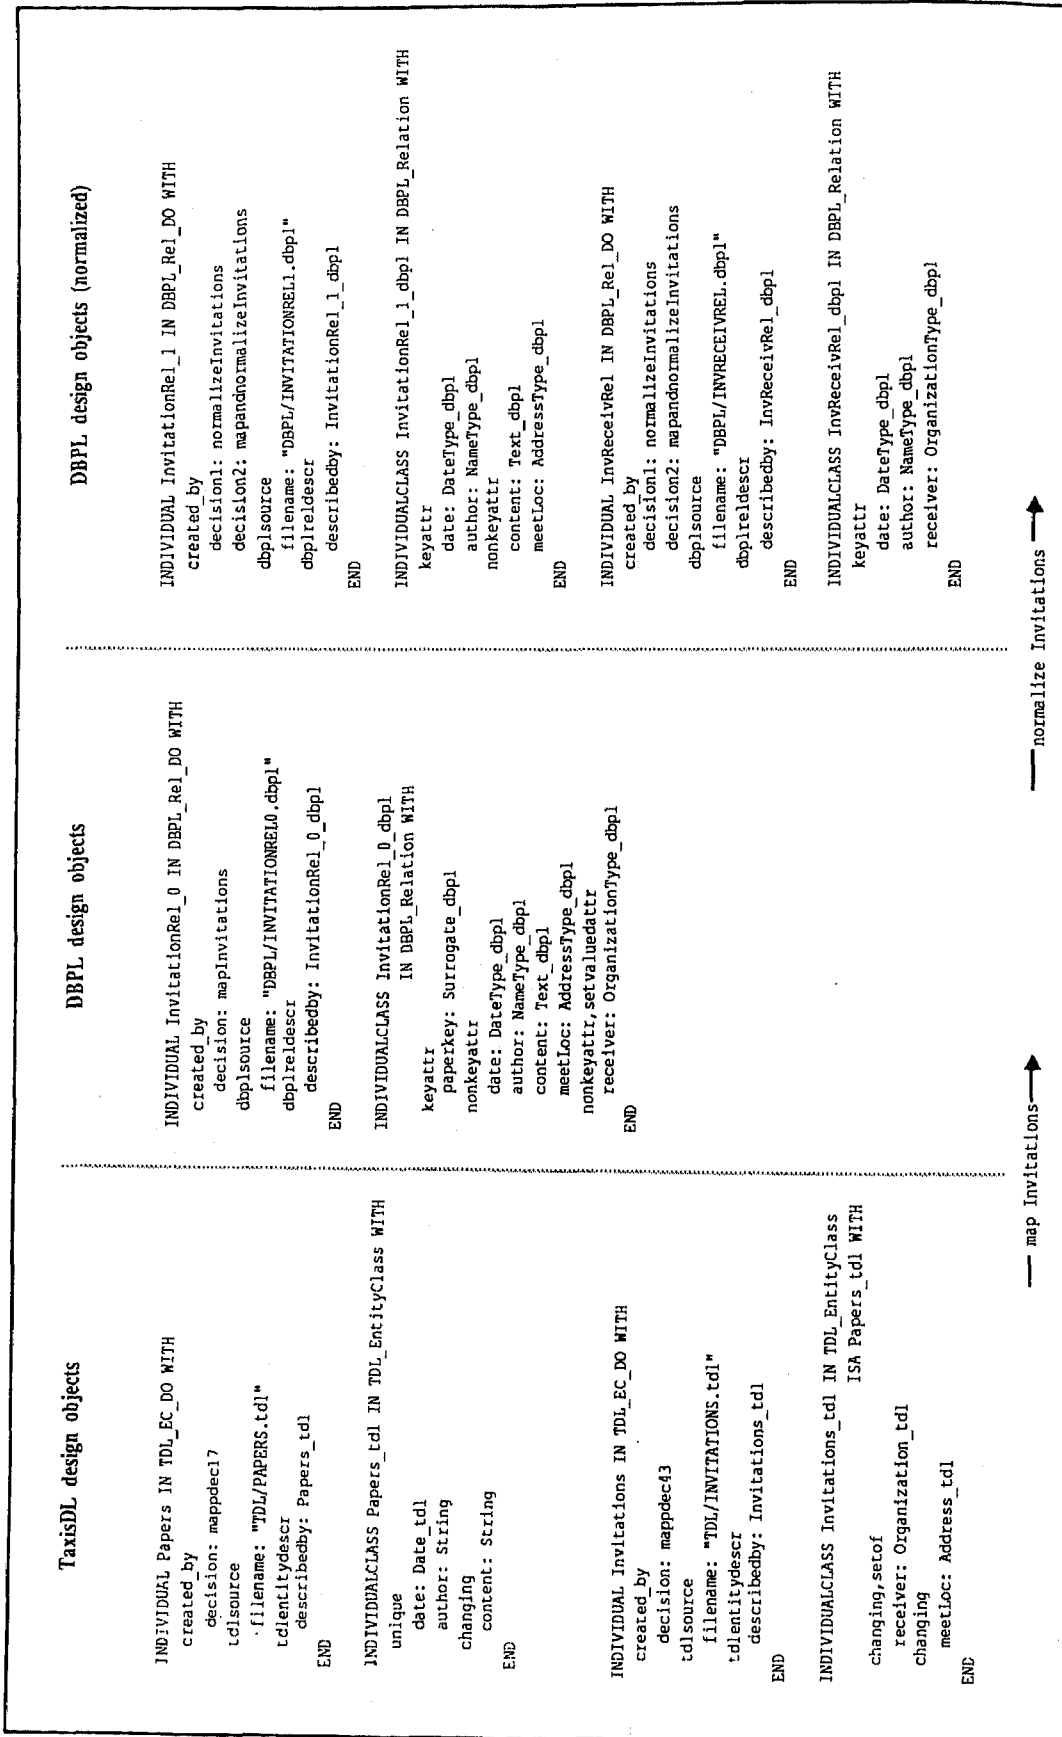 TaxisDL design objects
INDIVIDUAL Papers IN TDL_EC_DO WITH
created_by
decision: mappdec17
tdlsource
filename: "TDL/PAPERS.tdl"
tdlentitydescr
describedby: Papers_tdl
END
INDIVIDUALCLASS Papers_tdl IN TDL_EntityClass WITH
unique
date: Date_tdl
author: String
changing
content: String
END
INDIVIDUAL Invitations IN TDL_EC_DO WITH
created_by
decision: mappdec43
tdlsource
filename: "TDL/INVITATIONS.tdl"
tdlentitydescr
describedby: Invitations_tdl
END
INDIVIDUALCLASS Invitations_tdl IN TDL_EntityClass
ISA Papers_tdl WITH
changing,setof
receiver: Organization_tdl
changing
meetLoc: Address_tdl
END
DBPL design objects
INDIVIDUAL InvitationRel_0 IN DBPL_Rel_DO WITH
created_by
decision: mapInvitations
dbplsource
filename: "DBPL/INVITATIONREL0.dbpl"
dbplreldescr
describedby: InvitationRel_0_dbpl
END
INDIVIDUALCLASS InvitationRel_0_dbpl
IN DBPL_Relation WITH
keyattr
paperkey: Surrogate_dbpl
nonkeyattr
date: DateType_dbpl
author: NameType_dbpl
content: Text_dbpl
meetLoc: AddressType_dbpl
nonkeyattr,setvaluedattr
receiver: OrganizationType_dbpl
END
DBPL design objects (normalized)
INDIVIDUAL InvitationRel_1 IN DBPL_Rel_DO WITH
created_by
decision1: normalizeInvitations
decision2: mapandnormalizeInvitations
dbplsource
filename: "DBPL/INVITATIONREL1.dbpl"
dbplreldescr
describedby: InvitationRel_1_dbpl
END
INDIVIDUALCLASS InvitationRel_1_dbpl IN DBPL_Relation WITH
keyattr
date: DateType_dbpl
author: NameType_dbpl
nonkeyattr
content: Text_dbpl
meetLoc: AddressType_dbpl
END
INDIVIDUAL InvReceivRel IN DBPL_Rel_DO WITH
created_by
decision1: normalizeInvitations
decision2: mapandnormalizeInvitations
dbplsource
filename: "DBPL/INVRECEIVREL.dbpl"
dbplreldescr
describedby: InvReceivRel_dbpl
END
INDIVIDUALCLASS InvReceivRel_dbpl IN DBPL_Relation WITH
keyattr
date: DateType_dbpl
author: NameType_dbpl
receiver: OrganizationType_dbpl
END
map Invitations
normalize Invitations